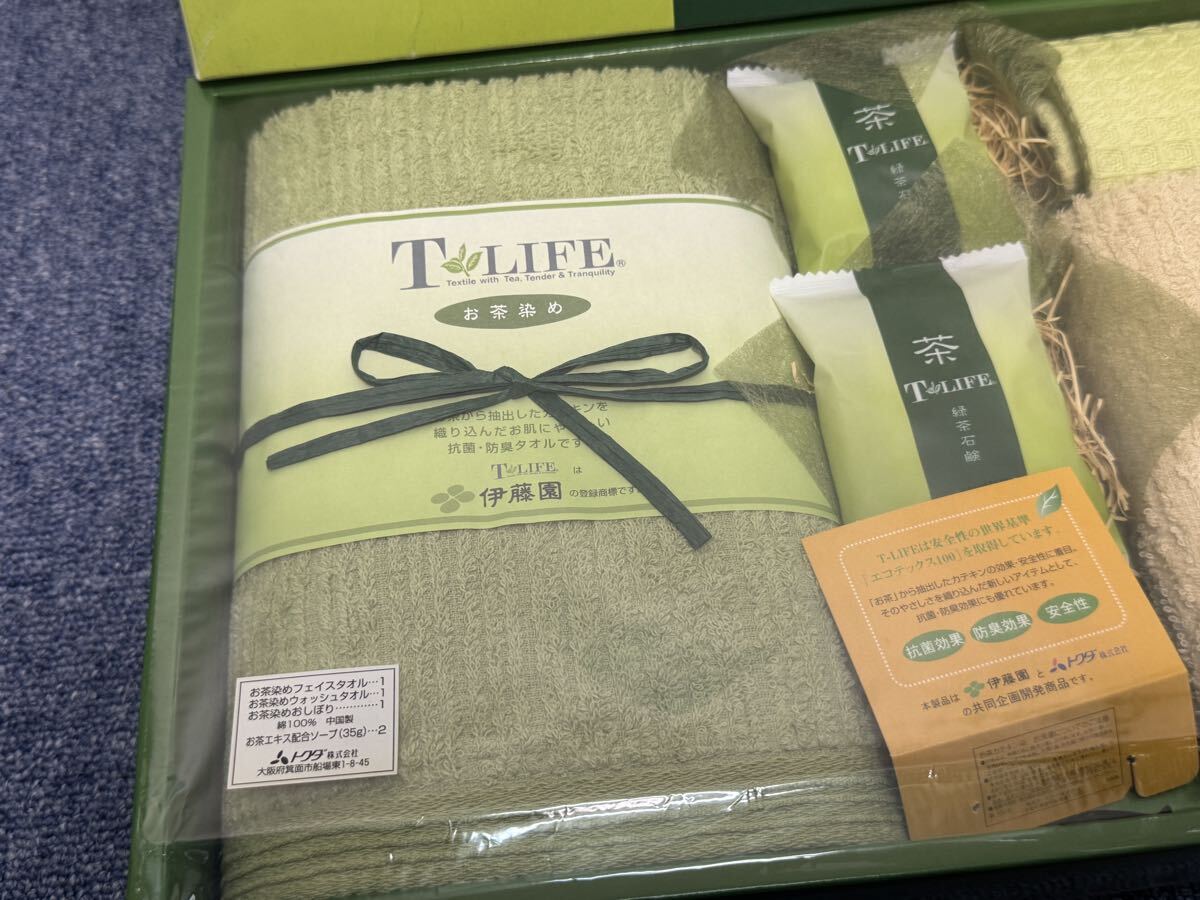 T LIFE®
Textile with Tea, Tender & Tranquility
お茶染め
茶から抽出したカテキンを
織り込んだお肌にやさしい
抗菌・防臭タオルです
T LIFE は
伊藤園の登録商標です
お茶染めフェイスタオル…1
お茶染めウォッシュタオル…1
お茶染めおしぼり…………1
綿100% 中国製
お茶エキス配合ソープ(35g)…2
トクダ株式会社
大阪府箕面市船場東1-8-45
茶
T LIFE
緑茶石
茶
T LIFE
緑茶石鹸
T-LIFEは安全性の世界基準
「エコテックス100」を取得しています。
「お茶」から抽出したカテキンの効果・安全性に着目。
そのやさしさを織り込んだ新しいアイテムとして、
抗菌・防臭効果にも優れています。
抗菌効果 防臭効果 安全性
本製品は 伊藤園 と トクダ株式会社
の共同企画開発商品です。